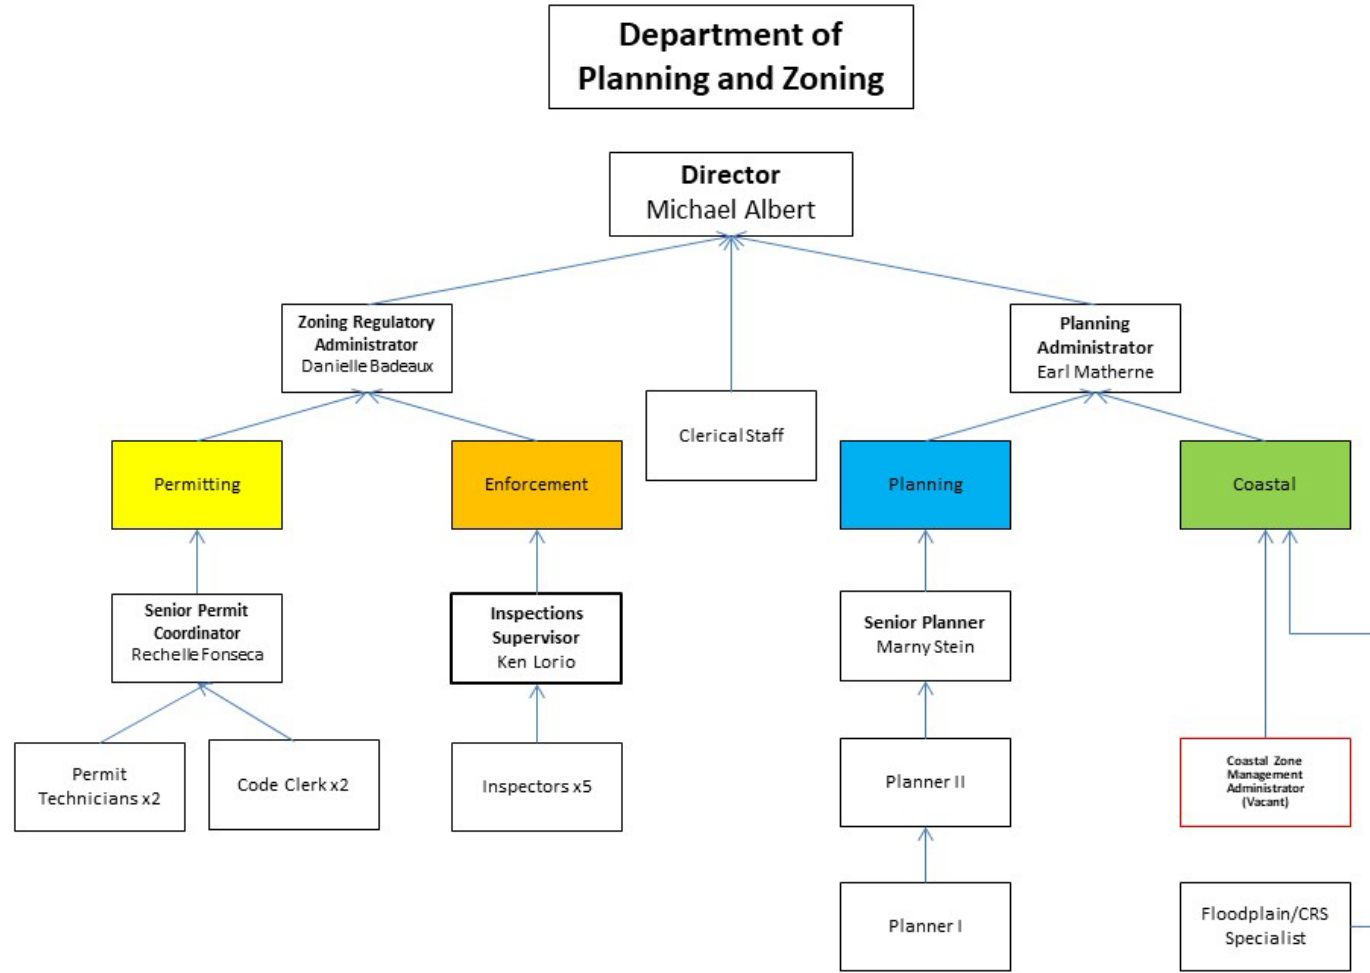 Department of
Planning and Zoning
Director
Michael Albert
Zoning Regulatory
Administrator
Danielle Badeaux
Planning
Administrator
Earl Matherne
Clerical Staff
Permitting
Enforcement
Planning
Coastal
Senior Permit
Coordinator
Rechelle Fonseca
Inspections
Supervisor
Ken Lorio
Senior Planner
Marny Stein
Permit
Technicians x2
Code Clerk x2
Inspectors x5
Planner II
Coastal Zone
Management
Administrator
(Vacant)
Planner I
Floodplain/CRS
Specialist